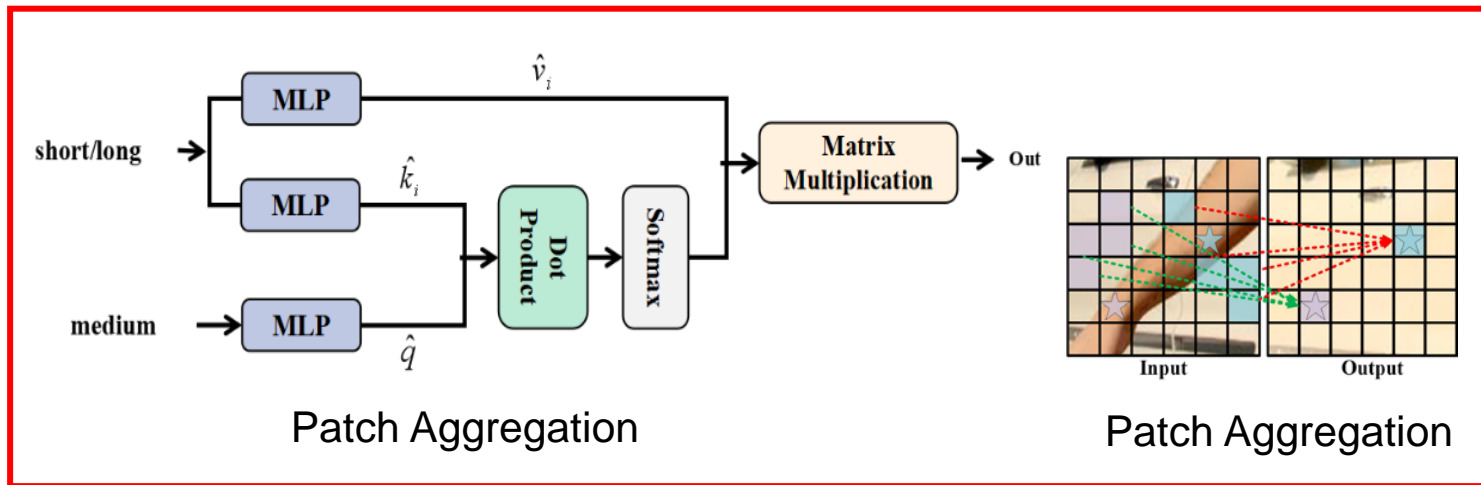 MLP
v̂ᵢ
short/long
Matrix
Multiplication
Out
k̂ᵢ
MLP
Dot
Product
Softmax
medium
MLP
q̂
Input
Output
Patch Aggregation
Patch Aggregation